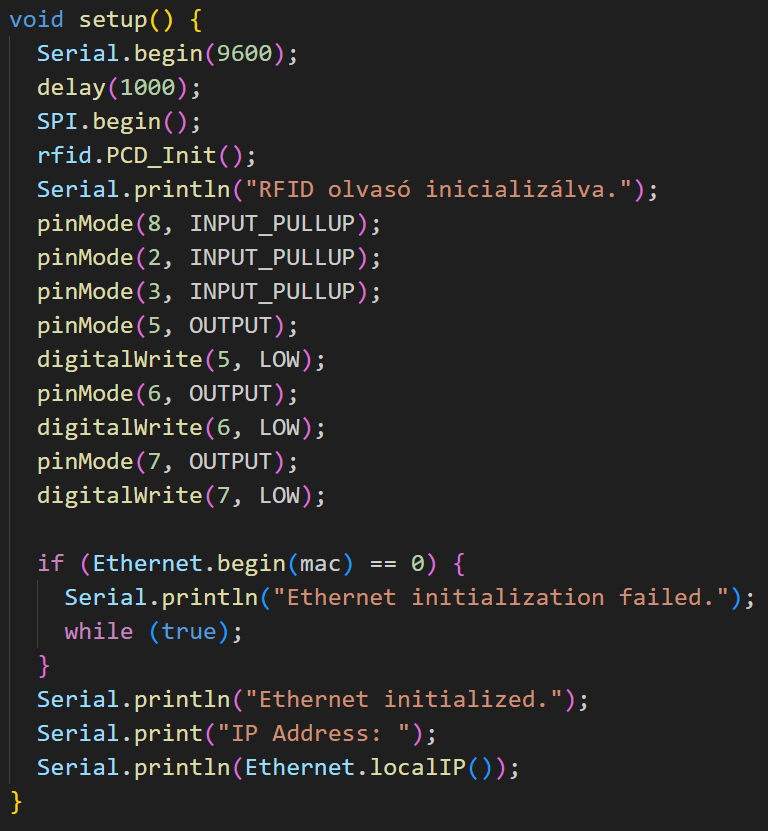 void setup() {
  Serial.begin(9600);
  delay(1000);
  SPI.begin();
  rfid.PCD_Init();
  Serial.println("RFID olvasó inicializálva.");
  pinMode(8, INPUT_PULLUP);
  pinMode(2, INPUT_PULLUP);
  pinMode(3, INPUT_PULLUP);
  pinMode(5, OUTPUT);
  digitalWrite(5, LOW);
  pinMode(6, OUTPUT);
  digitalWrite(6, LOW);
  pinMode(7, OUTPUT);
  digitalWrite(7, LOW);

  if (Ethernet.begin(mac) == 0) {
    Serial.println("Ethernet initialization failed.");
    while (true);
  }
  Serial.println("Ethernet initialized.");
  Serial.print("IP Address: ");
  Serial.println(Ethernet.localIP());
}